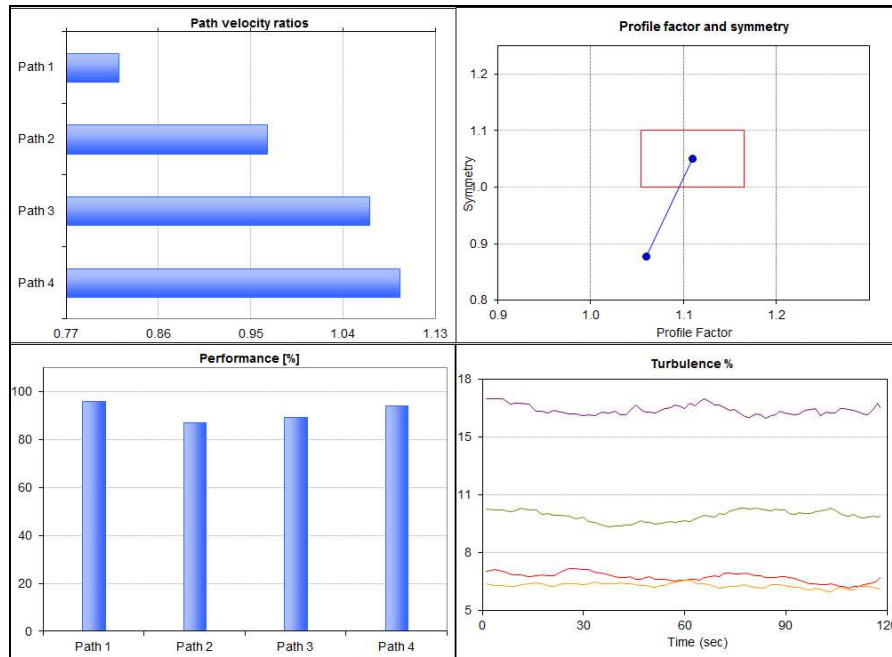 Path velocity ratios
Path 1
Path 2
Path 3
Path 4
0.77 0.86 0.95 1.04 1.13
Profile factor and symmetry
Symmetry
1.2
1.1
1.0
0.9
0.8
0.9 1.0 1.1 1.2
Profile Factor
Performance [%]
100
80
60
40
20
0
Path 1 Path 2 Path 3 Path 4
Turbulence %
18
16
11
8
5
0 30 60 90 120
Time (sec)